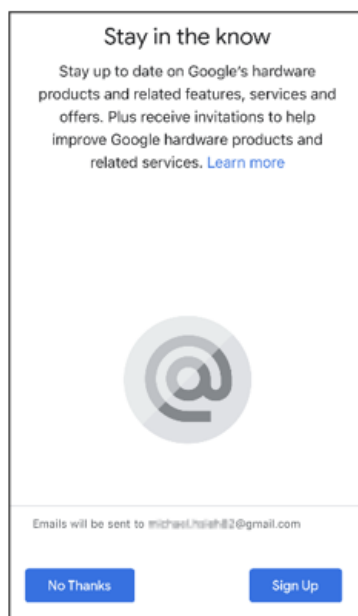 Stay in the know
Stay up to date on Google's hardware
products and related features, services and
offers. Plus receive invitations to help
improve Google hardware products and
related services. Learn more
@
Emails will be sent to @gmail.com
No Thanks
Sign Up